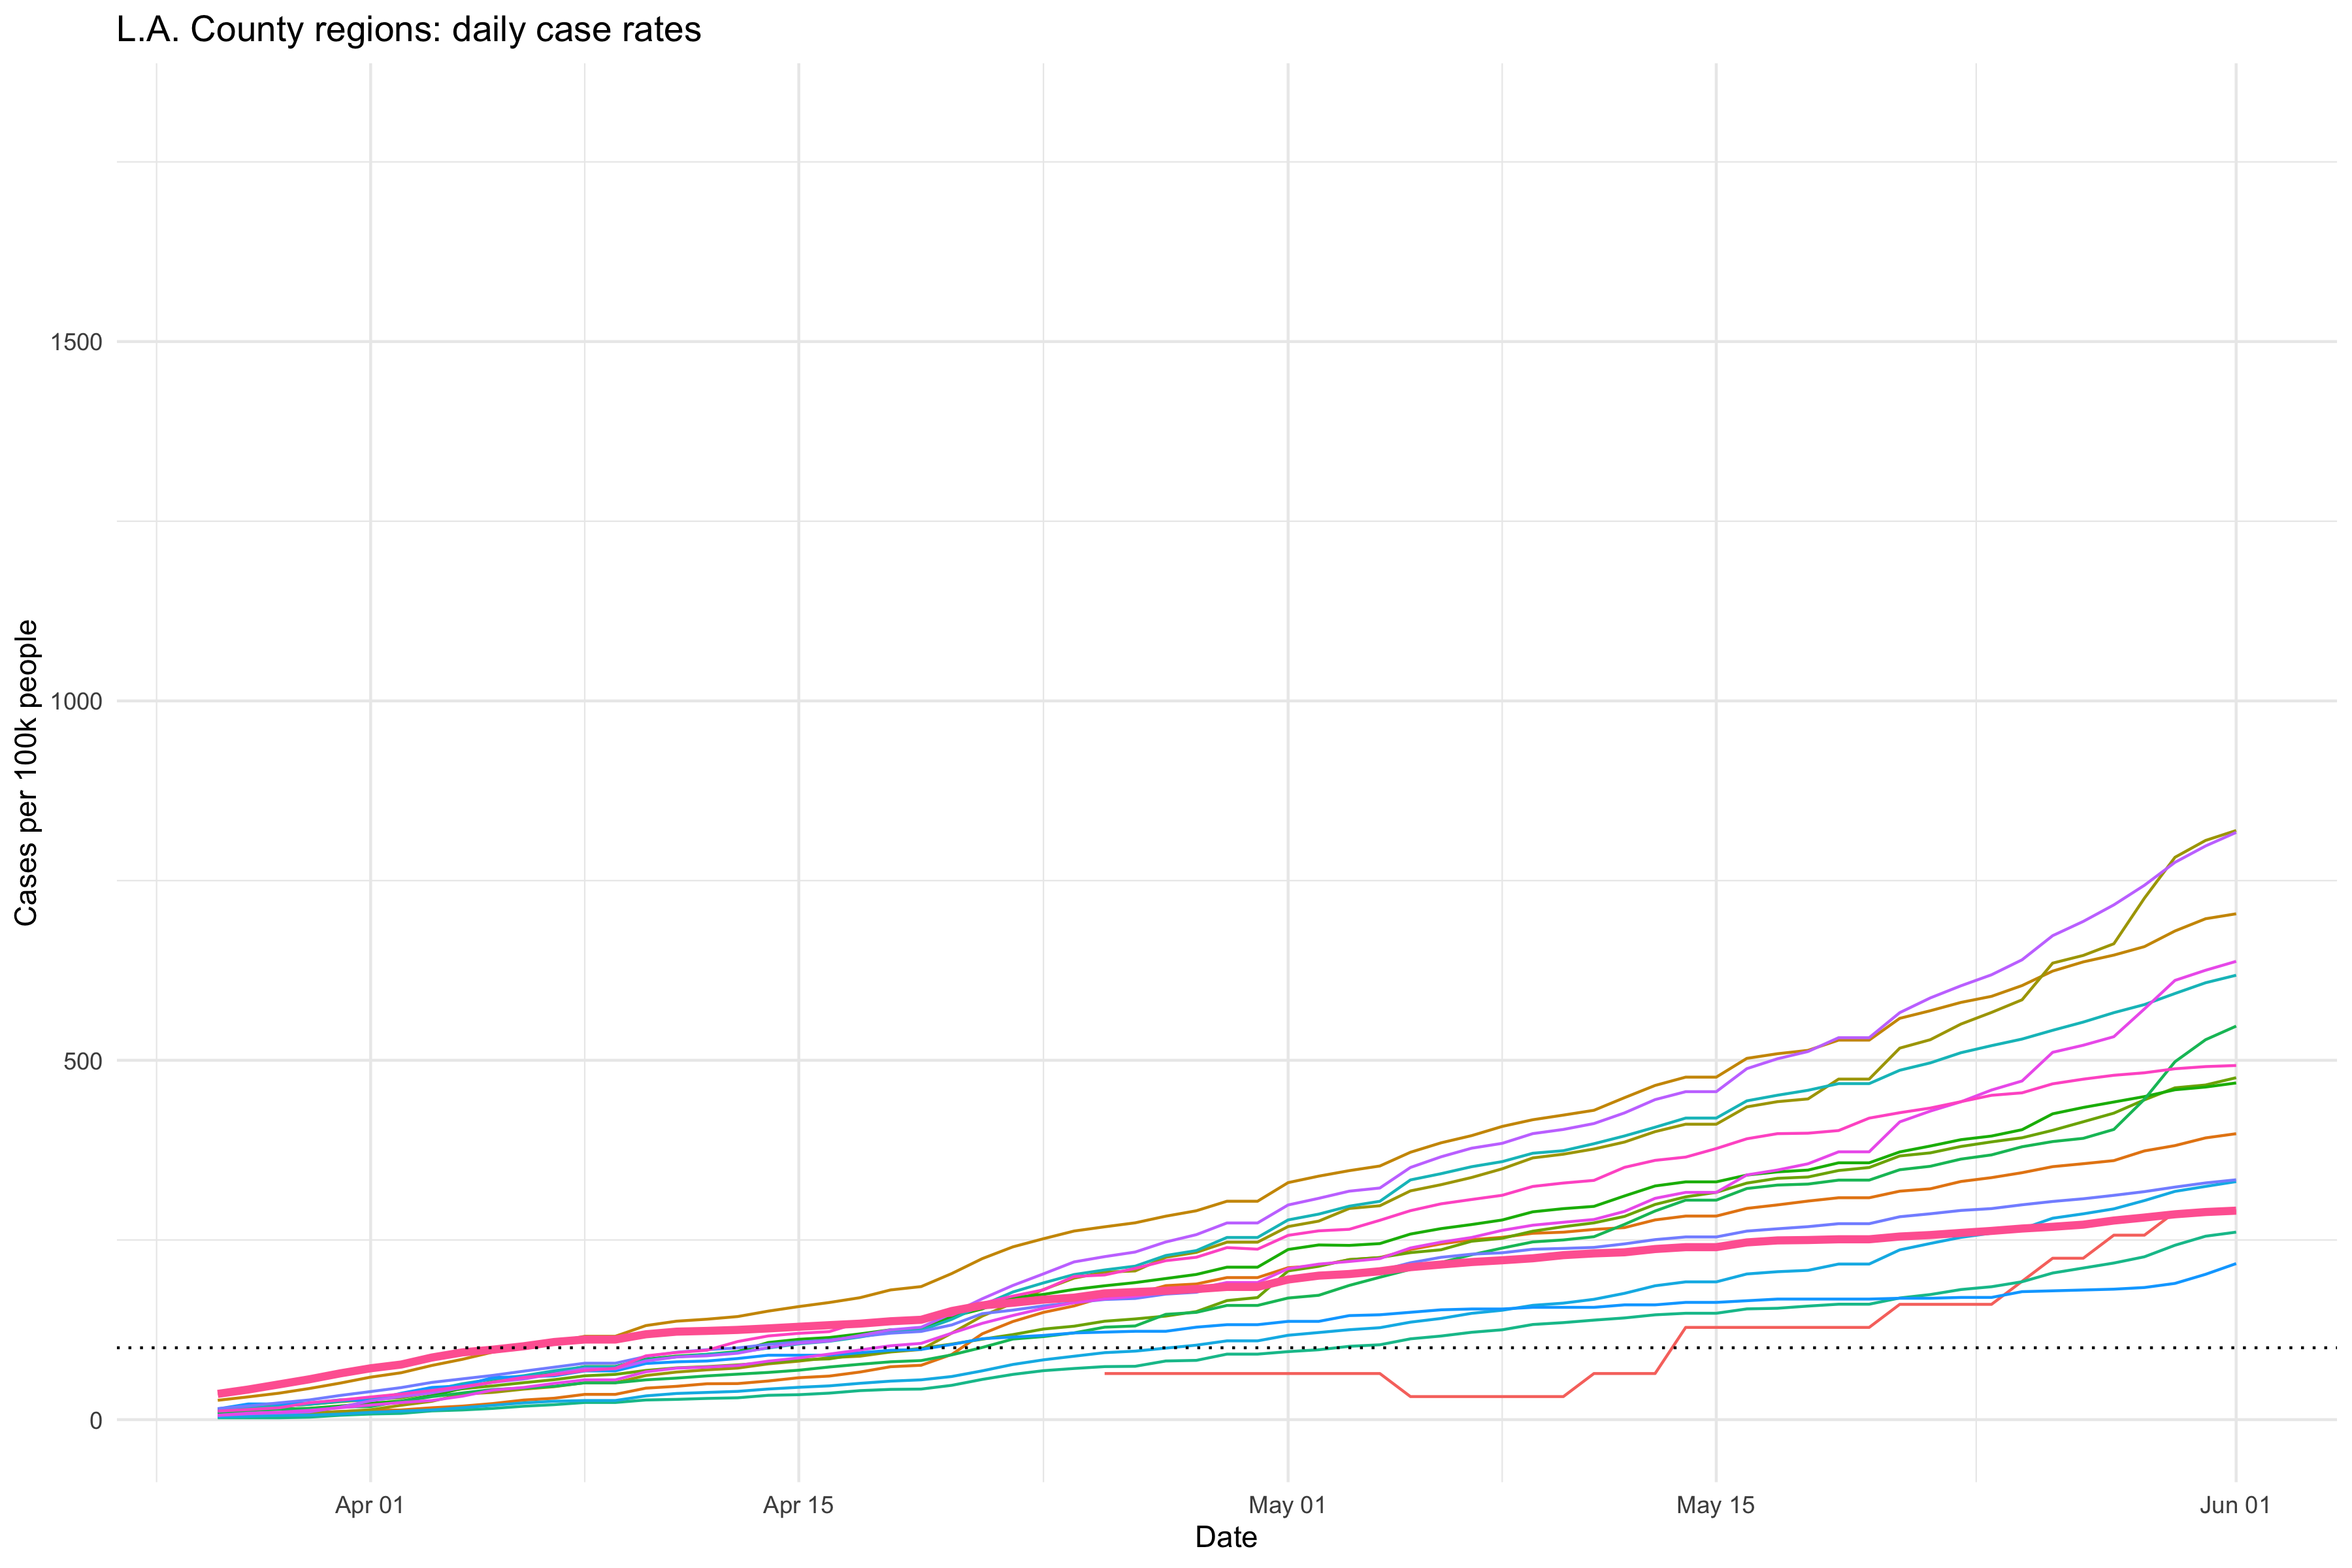 L.A. County regions: daily case rates
Cases per 100k people
1500
1000
500
0
Apr 01
Apr 15
May 01
May 15
Jun 01
Date